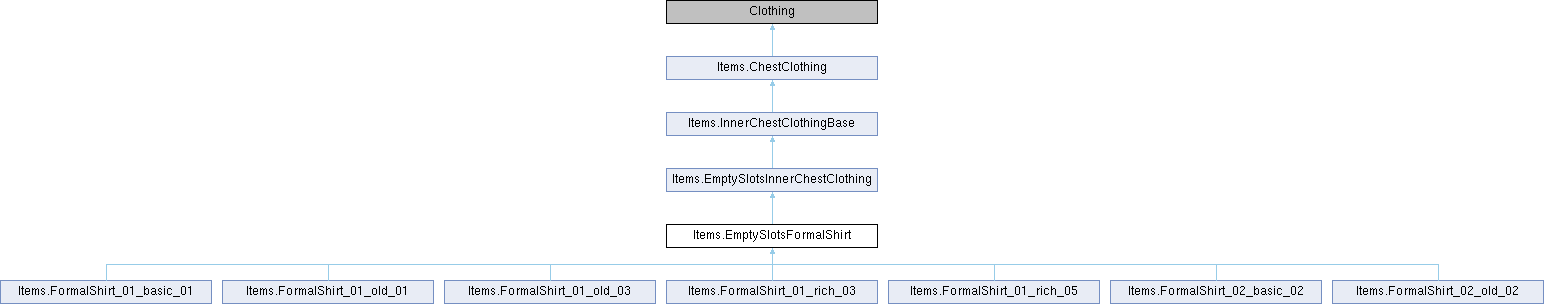 Clothing
Items.ChestClothing
Items.InnerChestClothingBase
Items.EmptySlotsInnerChestClothing
Items.EmptySlotsFormalShirt
Items.FormalShirt_01_basic_01
Items.FormalShirt_01_old_01
Items.FormalShirt_01_old_03
Items.FormalShirt_01_rich_03
Items.FormalShirt_01_rich_05
Items.FormalShirt_02_basic_02
Items.FormalShirt_02_old_02